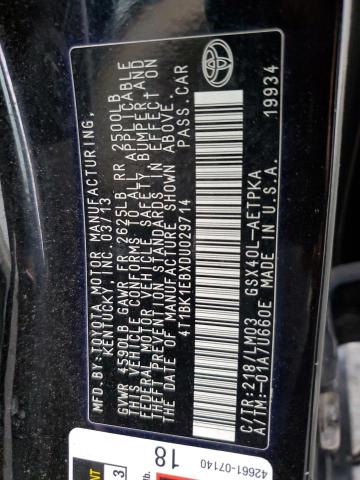 MFD.BY:TOYOTA MOTOR MANUFACTURING,
KENTUCKY, INC. 03/13
GVWR 4590LB GAWR FR 2625LB RR 2500LB
THIS VEHICLE CONFORMS TO ALL APPLICABLE
FEDERAL MOTOR VEHICLE SAFETY, BUMPER, AND
THEFT PREVENTION STANDARDS IN EFFECT ON
THE DATE OF MANUFACTURE SHOWN ABOVE.
4T1BK1EBXDU029714 PASS.CAR
C/TR:218/LM03 GSX40L-AETPKA
A/TM:-01A/U660E MADE IN U.S.A.
19934
42661-07140
18